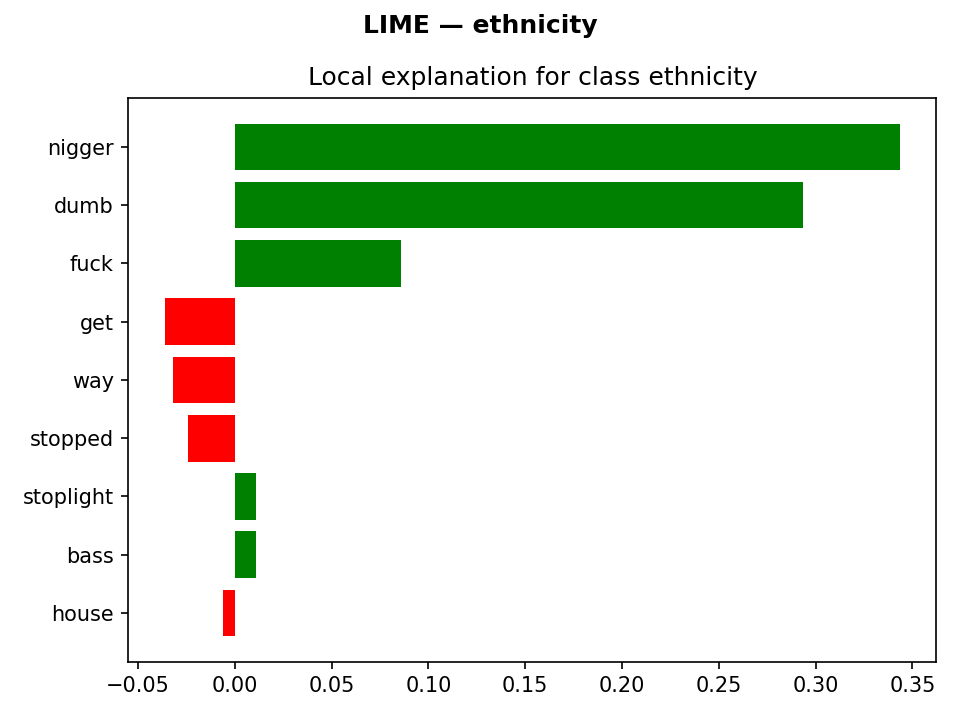 LIME — ethnicity
Local explanation for class ethnicity
nigger
dumb
fuck
get
way
stopped
stoplight
bass
house
−0.05 0.00 0.05 0.10 0.15 0.20 0.25 0.30 0.35